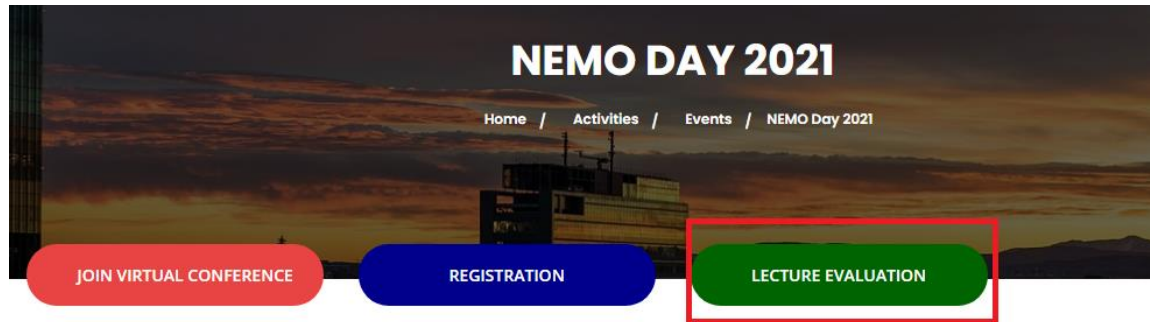 NEMO DAY 2021
Home / Activities / Events / NEMO Day 2021
JOIN VIRTUAL CONFERENCE
REGISTRATION
LECTURE EVALUATION